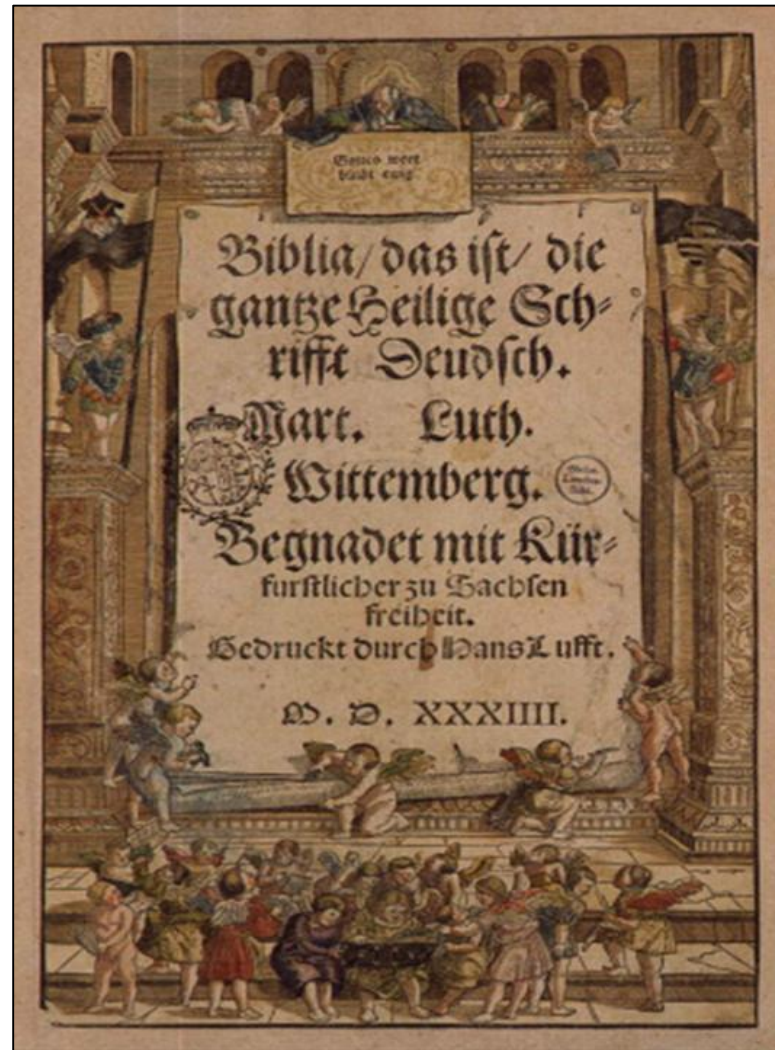 Gottes wort
bleibt ewig.
Biblia/ das ist/ die
gantze Heilige Sch⸗
rifft Deudsch.
Mart. Luth.
Wittemberg.
Begnadet mit Kür⸗
furstlicher zu Sachsen
freiheit.
Gedruckt durch Hans Lufft.
M. D. XXXIIII.